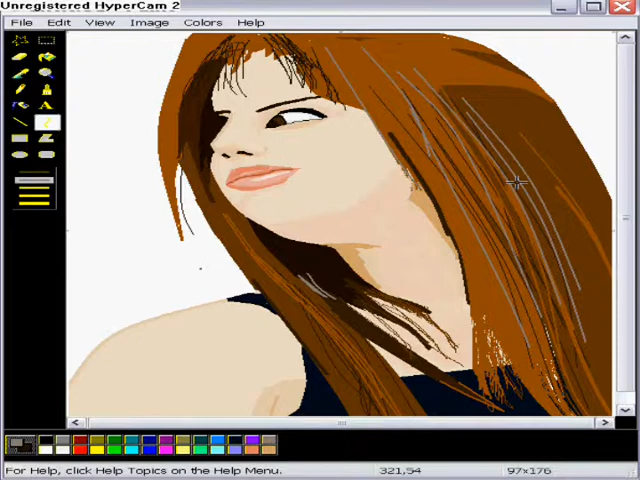 Unregistered HyperCam 2
File Edit View Image Colors Help
A
For Help, click Help Topics on the Help Menu. 321,54 97x176